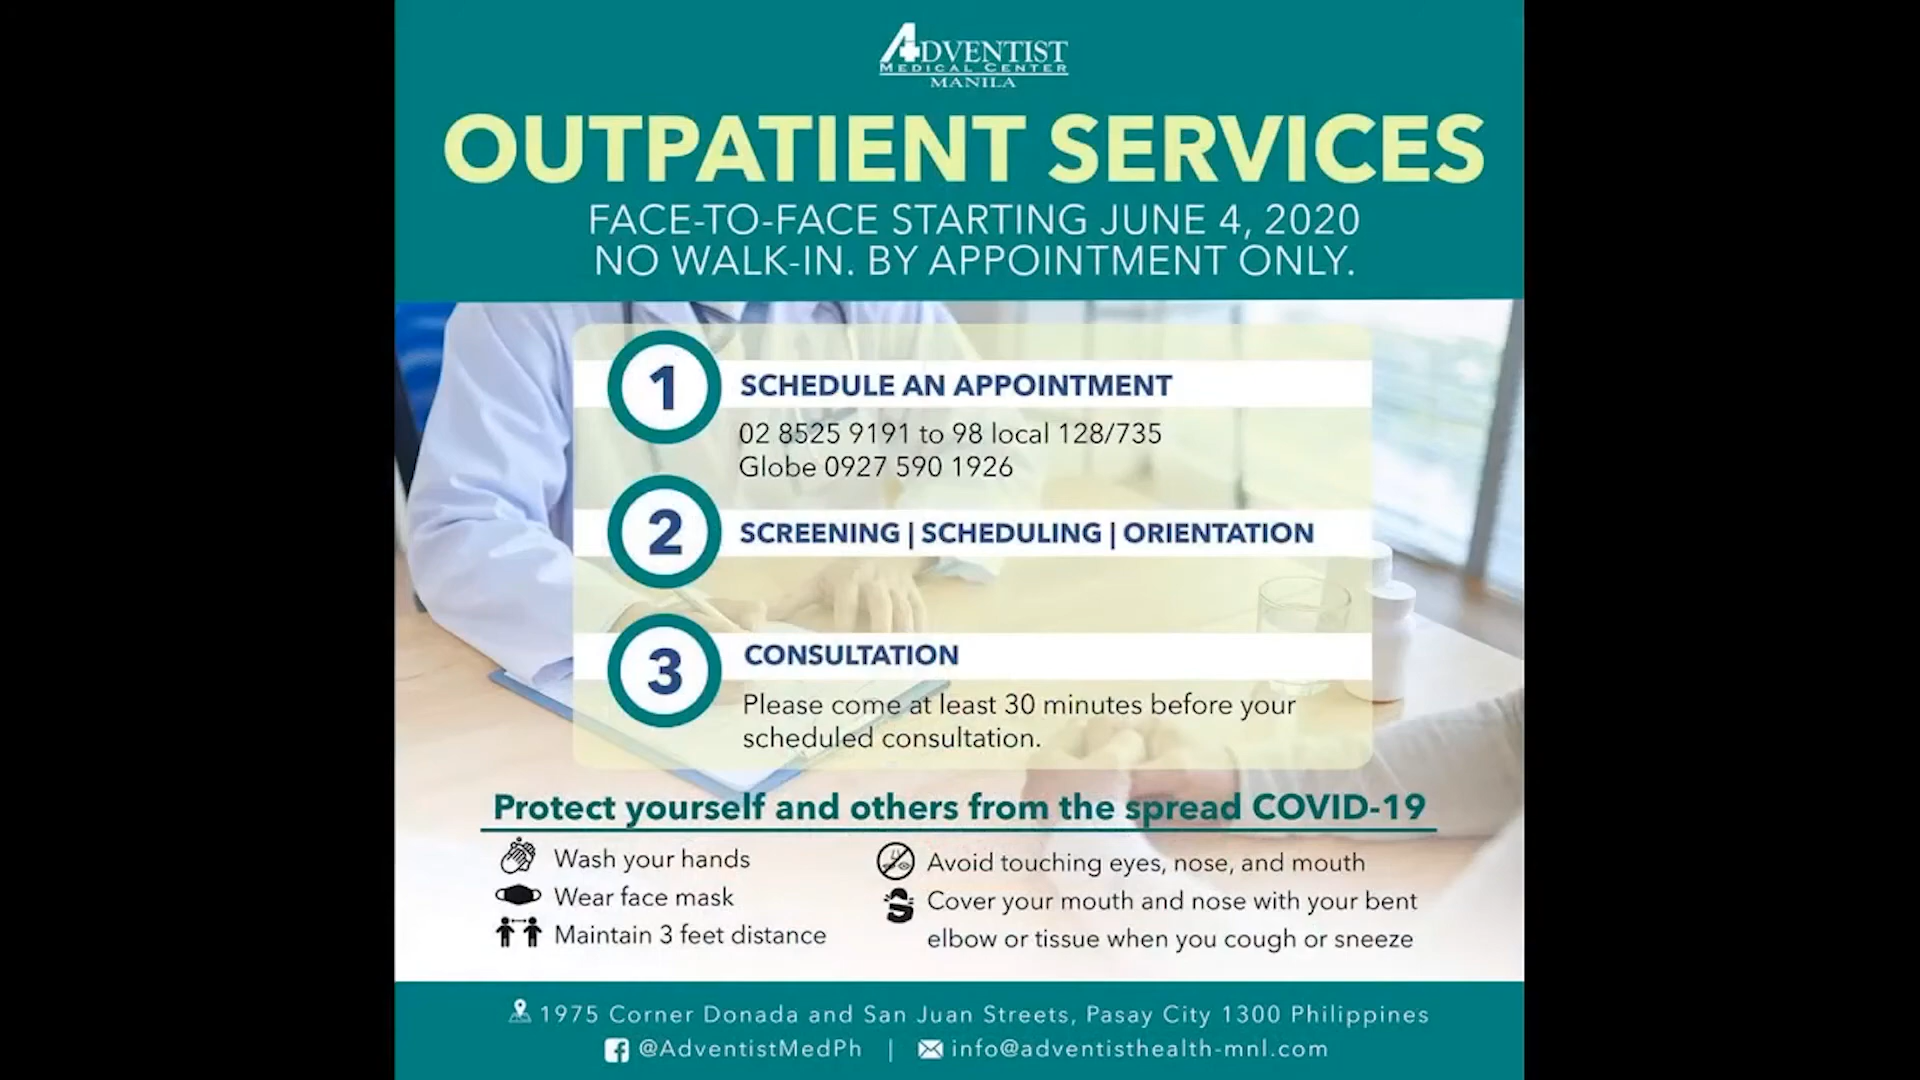 ADVENTIST
MEDICAL CENTER
MANILA
OUTPATIENT SERVICES
FACE-TO-FACE STARTING JUNE 4, 2020
NO WALK-IN. BY APPOINTMENT ONLY.
1
SCHEDULE AN APPOINTMENT
02 8525 9191 to 98 local 128/735
Globe 0927 590 1926
2
SCREENING | SCHEDULING | ORIENTATION
3
CONSULTATION
Please come at least 30 minutes before your
scheduled consultation.
Protect yourself and others from the spread COVID-19
Wash your hands
Wear face mask
Maintain 3 feet distance
Avoid touching eyes, nose, and mouth
Cover your mouth and nose with your bent
elbow or tissue when you cough or sneeze
1975 Corner Donada and San Juan Streets, Pasay City 1300 Philippines
@AdventistMedPh | info@adventisthealth-mnl.com